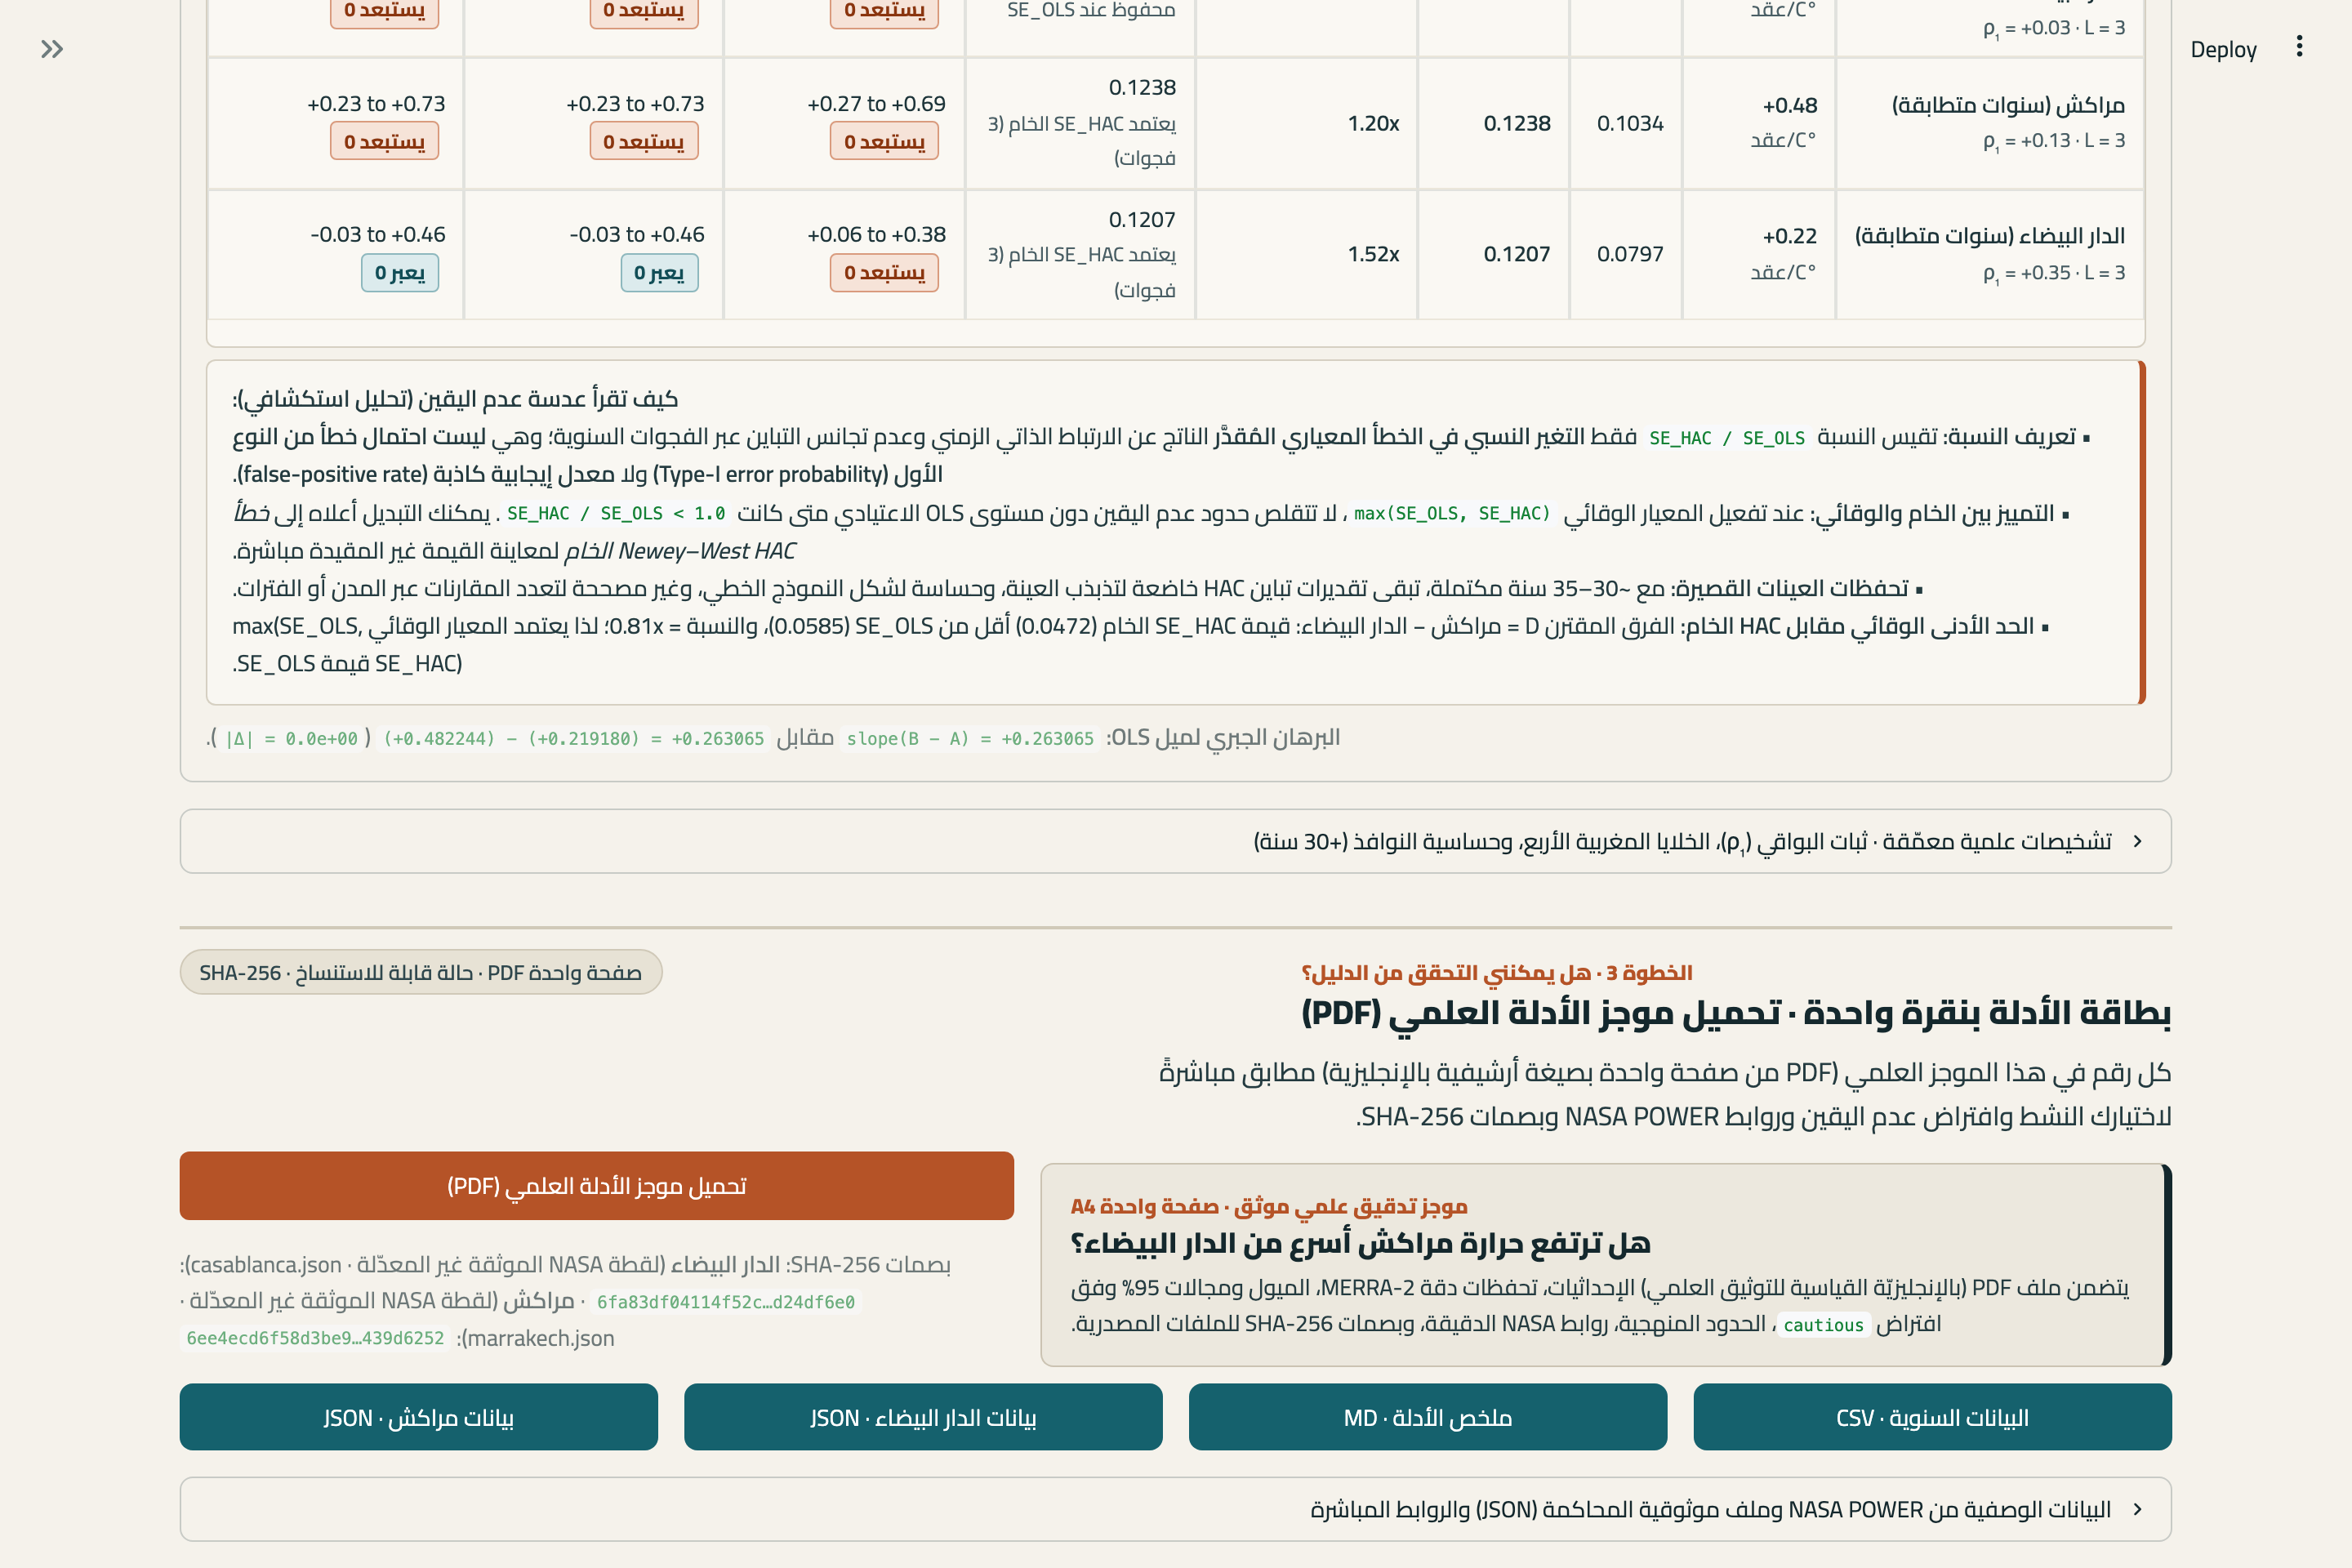 Deploy
ρ₁ = +0.03 · L = 3
°C/عقد
محفوظ عند SE_OLS
يستبعد 0
يستبعد 0
يستبعد 0
مراكش (سنوات متطابقة)
ρ₁ = +0.13 · L = 3
+0.48
°C/عقد
0.1034
0.1238
1.20x
0.1238
يعتمد SE_HAC الخام (3
فجوات)
+0.27 to +0.69
يستبعد 0
+0.23 to +0.73
يستبعد 0
+0.23 to +0.73
يستبعد 0
الدار البيضاء (سنوات متطابقة)
ρ₁ = +0.35 · L = 3
+0.22
°C/عقد
0.0797
0.1207
1.52x
0.1207
يعتمد SE_HAC الخام (3
فجوات)
+0.06 to +0.38
يستبعد 0
-0.03 to +0.46
يعبر 0
-0.03 to +0.46
يعبر 0
كيف تقرأ عدسة عدم اليقين (تحليل استكشافي):
▪ تعريف النسبة: تقيس النسبة SE_HAC / SE_OLS فقط التغير النسبي في الخطأ المعياري المُقدَّر الناتج عن الارتباط الذاتي الزمني وعدم تجانس التباين عبر الفجوات السنوية؛ وهي ليست احتمال خطأ من النوع
الأول (Type-I error probability) ولا معدل إيجابية كاذبة (false-positive rate).
▪ التمييز بين الخام والوقائي: عند تفعيل المعيار الوقائي max(SE_OLS, SE_HAC)، لا تتقلص حدود عدم اليقين دون مستوى OLS الاعتيادي متى كانت SE_HAC / SE_OLS < 1.0. يمكنك التبديل أعلاه إلى خطأ
Newey–West HAC الخام لمعاينة القيمة غير المقيدة مباشرة.
▪ تحفظات العينات القصيرة: مع ~30–35 سنة مكتملة، تبقى تقديرات تباين HAC خاضعة لتذبذب العينة، وحساسة لشكل النموذج الخطي، وغير مصححة لتعدد المقارنات عبر المدن أو الفترات.
▪ الحد الأدنى الوقائي مقابل HAC الخام: الفرق المقترن D = مراكش − الدار البيضاء: قيمة SE_HAC الخام (0.0472) أقل من SE_OLS (0.0585)، والنسبة = 0.81x؛ لذا يعتمد المعيار الوقائي max(SE_OLS,
SE_HAC) قيمة SE_OLS.
البرهان الجبري لميل OLS: slope(B − A) = +0.263065 مقابل (+0.482244) − (+0.219180) = +0.263065 (|Δ| = 0.0e+00).
تشخيصات علمية معمّقة · ثبات البواقي (ρ₁)، الخلايا المغربية الأربع، وحساسية النوافذ (+30 سنة)
الخطوة 3 · هل يمكنني التحقق من الدليل؟
صفحة واحدة PDF · حالة قابلة للاستنساخ · SHA-256
بطاقة الأدلة بنقرة واحدة · تحميل موجز الأدلة العلمي (PDF)
كل رقم في هذا الموجز العلمي (PDF من صفحة واحدة بصيغة أرشيفية بالإنجليزية) مطابق مباشرةً
لاختيارك النشط وافتراض عدم اليقين وروابط NASA POWER وبصمات SHA-256.
موجز تدقيق علمي موثق · صفحة واحدة A4
هل ترتفع حرارة مراكش أسرع من الدار البيضاء؟
يتضمن ملف PDF (بالإنجليزيّة القياسية للتوثيق العلمي) الإحداثيات، تحفظات دقة MERRA-2، الميول ومجالات 95% وفق
افتراض cautious، الحدود المنهجية، روابط NASA الدقيقة، وبصمات SHA-256 للملفات المصدرية.
تحميل موجز الأدلة العلمي (PDF)
بصمات SHA-256: الدار البيضاء (لقطة NASA الموثقة غير المعدّلة · casablanca.json):
6fa83df04114f52c…d24df6e0 · مراكش (لقطة NASA الموثقة غير المعدّلة ·
marrakech.json): 6ee4ecd6f58d3be9…439d6252
البيانات السنوية · CSV
ملخص الأدلة · MD
بيانات الدار البيضاء · JSON
بيانات مراكش · JSON
البيانات الوصفية من NASA POWER وملف موثوقية المحاكمة (JSON) والروابط المباشرة